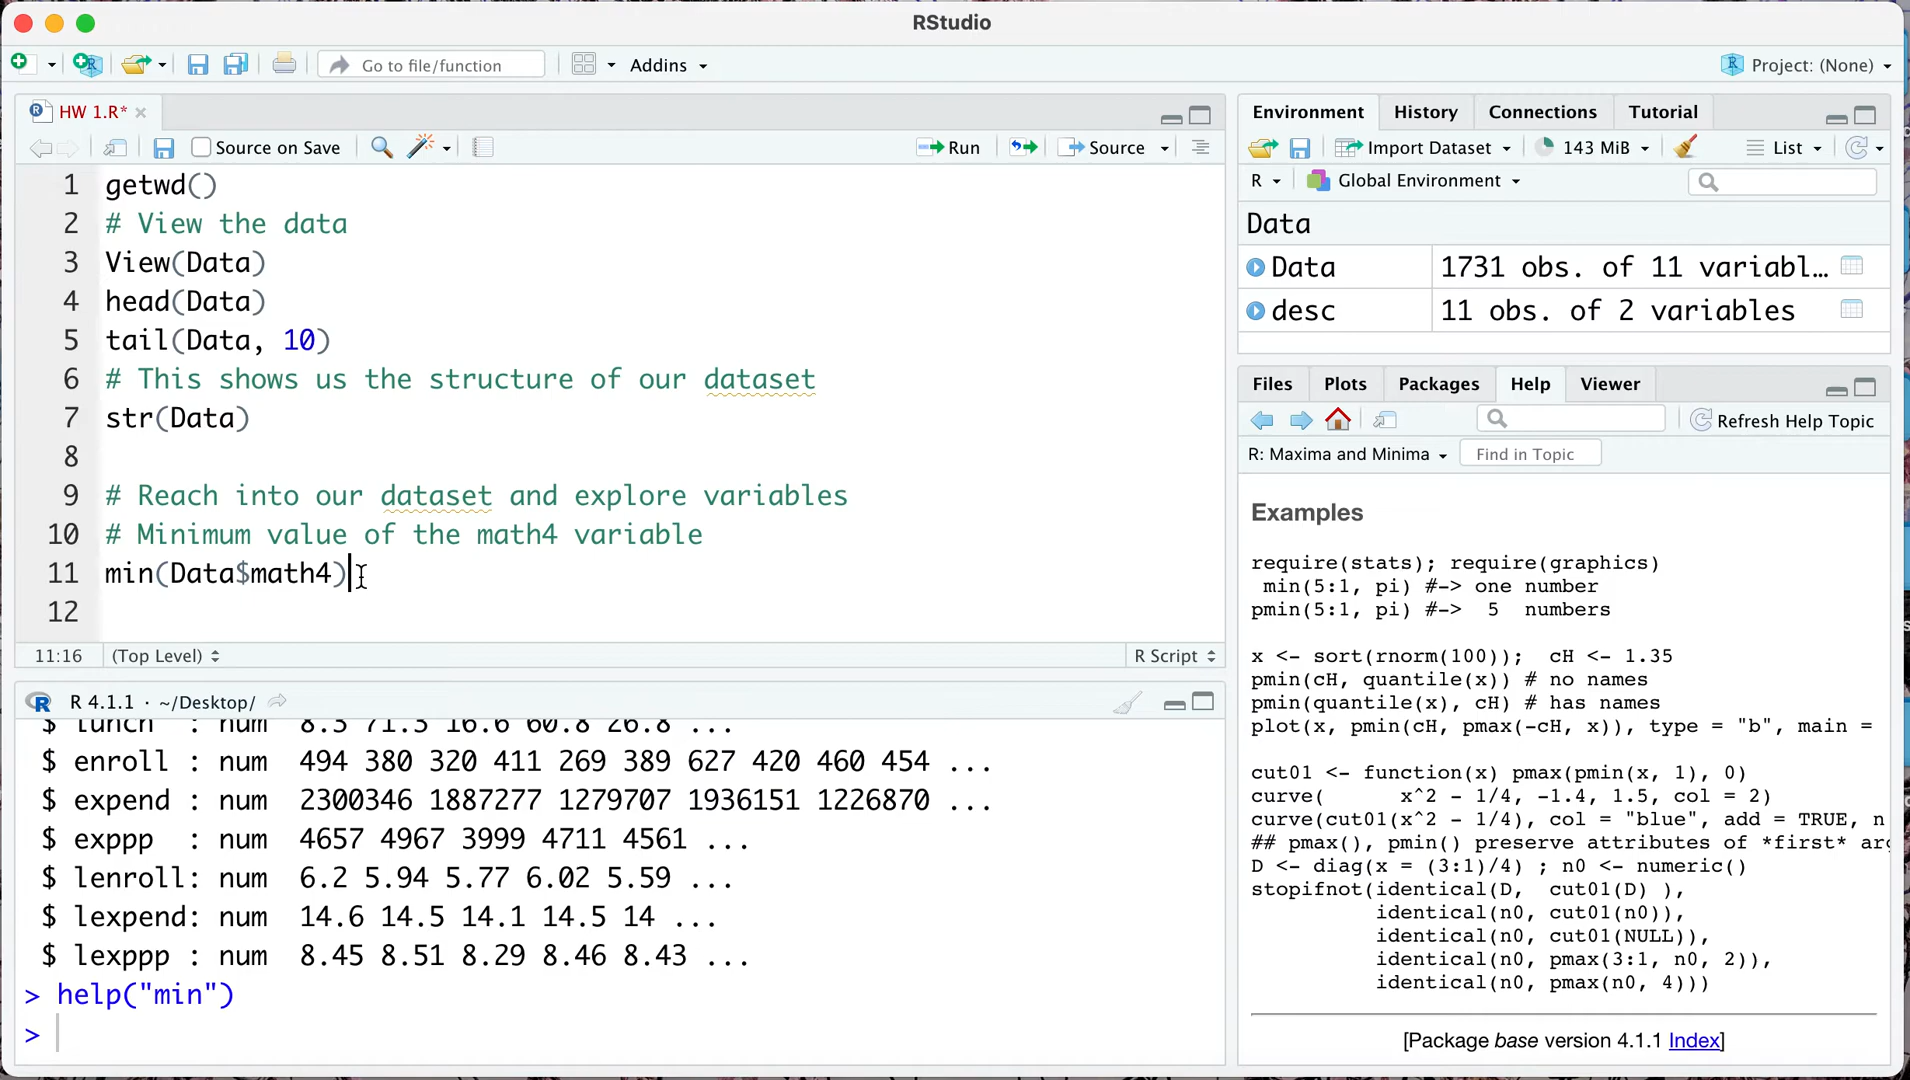 RStudio
Go to file/function
Addins
Project: (None)
HW 1.R*
Source on Save
Run
Source
1 getwd()
2 # View the data
3 View(Data)
4 head(Data)
5 tail(Data, 10)
6 # This shows us the structure of our dataset
7 str(Data)
8
9 # Reach into our dataset and explore variables
10 # Minimum value of the math4 variable
11 min(Data$math4)
12
11:16 (Top Level) R Script
R 4.1.1 · ~/Desktop/
$ lunch : num 8.3 71.3 16.6 60.8 26.8 ...
$ enroll : num 494 380 320 411 269 389 627 420 460 454 ...
$ expend : num 2300346 1887277 1279707 1936151 1226870 ...
$ exppp : num 4657 4967 3999 4711 4561 ...
$ lenroll: num 6.2 5.94 5.77 6.02 5.59 ...
$ lexpend: num 14.6 14.5 14.1 14.5 14 ...
$ lexppp : num 8.45 8.51 8.29 8.46 8.43 ...
> help("min")
>
Environment History Connections Tutorial
Import Dataset 143 MiB List
R Global Environment
Data
Data 1731 obs. of 11 variabl…
desc 11 obs. of 2 variables
Files Plots Packages Help Viewer
Refresh Help Topic
R: Maxima and Minima Find in Topic
Examples
require(stats); require(graphics)
min(5:1, pi) #-> one number
pmin(5:1, pi) #-> 5 numbers
x <- sort(rnorm(100)); cH <- 1.35
pmin(cH, quantile(x)) # no names
pmin(quantile(x), cH) # has names
plot(x, pmin(cH, pmax(-cH, x)), type = "b", main =
cut01 <- function(x) pmax(pmin(x, 1), 0)
curve( x^2 - 1/4, -1.4, 1.5, col = 2)
curve(cut01(x^2 - 1/4), col = "blue", add = TRUE, n
## pmax(), pmin() preserve attributes of *first* arg
D <- diag(x = (3:1)/4) ; n0 <- numeric()
stopifnot(identical(D, cut01(D) ),
identical(n0, cut01(n0)),
identical(n0, cut01(NULL)),
identical(n0, pmax(3:1, n0, 2)),
identical(n0, pmax(n0, 4)))
[Package base version 4.1.1 Index]